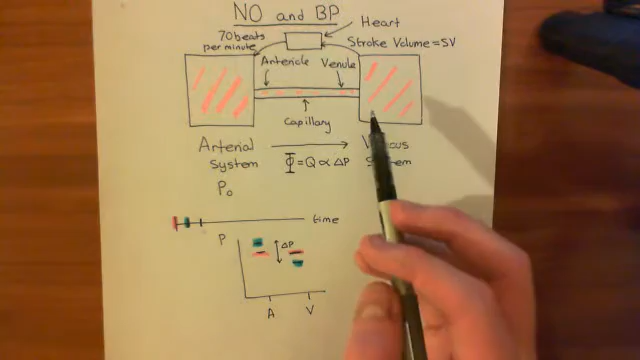 NO and BP
Heart
70 beats
per minute
Stroke Volume = SV
Arteriole
Venule
Capillary
Arterial
System
Φ = Q ∝ ΔP
P₀
time
P
ΔP
A
V